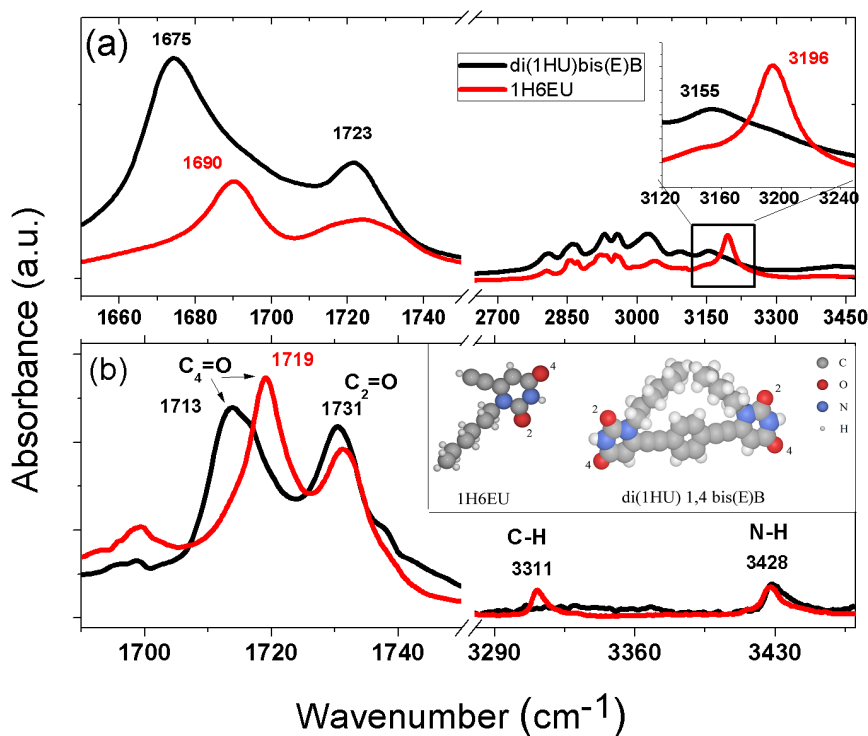 (a)
1675
1690
1723
di(1HU)bis(E)B
1H6EU
3155
3196
3120 3160 3200 3240
1660 1680 1700 1720 1740 2650 2700 2850 3000 3150 3300 3450
Absorbance (a.u.)
(b)
C₄=O
1713
1719
C₂=O
1731
4
2
1H6EU
2
4
2
4
di(1HU) 1,4 bis(E)B
C
O
N
H
C-H
3311
N-H
3428
1700 1720 1740 3290 3360 3430
Wavenumber (cm⁻¹)